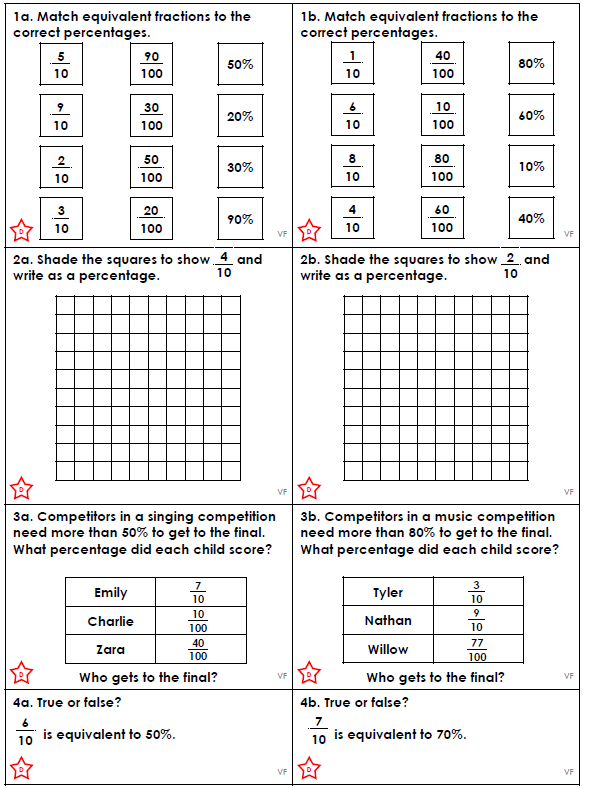 1a. Match equivalent fractions to the
correct percentages.
5/10 90/100 50%
9/10 30/100 20%
2/10 50/100 30%
3/10 20/100 90%
D VF
1b. Match equivalent fractions to the
correct percentages.
1/10 40/100 80%
6/10 10/100 60%
8/10 80/100 10%
4/10 60/100 40%
D VF
2a. Shade the squares to show 4/10 and
write as a percentage.
D VF
2b. Shade the squares to show 2/10 and
write as a percentage.
D VF
3a. Competitors in a singing competition
need more than 50% to get to the final.
What percentage did each child score?
Emily 7/10
Charlie 10/100
Zara 40/100
Who gets to the final?
D VF
3b. Competitors in a music competition
need more than 80% to get to the final.
What percentage did each child score?
Tyler 3/10
Nathan 9/10
Willow 77/100
Who gets to the final?
D VF
4a. True or false?
6/10 is equivalent to 50%.
D VF
4b. True or false?
7/10 is equivalent to 70%.
D VF